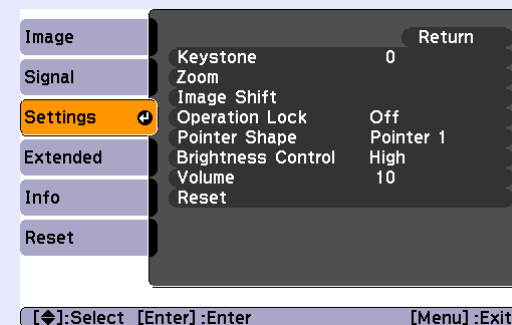 Image
Signal
Settings
Extended
Info
Reset
Return
Keystone 0
Zoom
Image Shift
Operation Lock Off
Pointer Shape Pointer 1
Brightness Control High
Volume 10
Reset
[◆]:Select [Enter]:Enter [Menu]:Exit